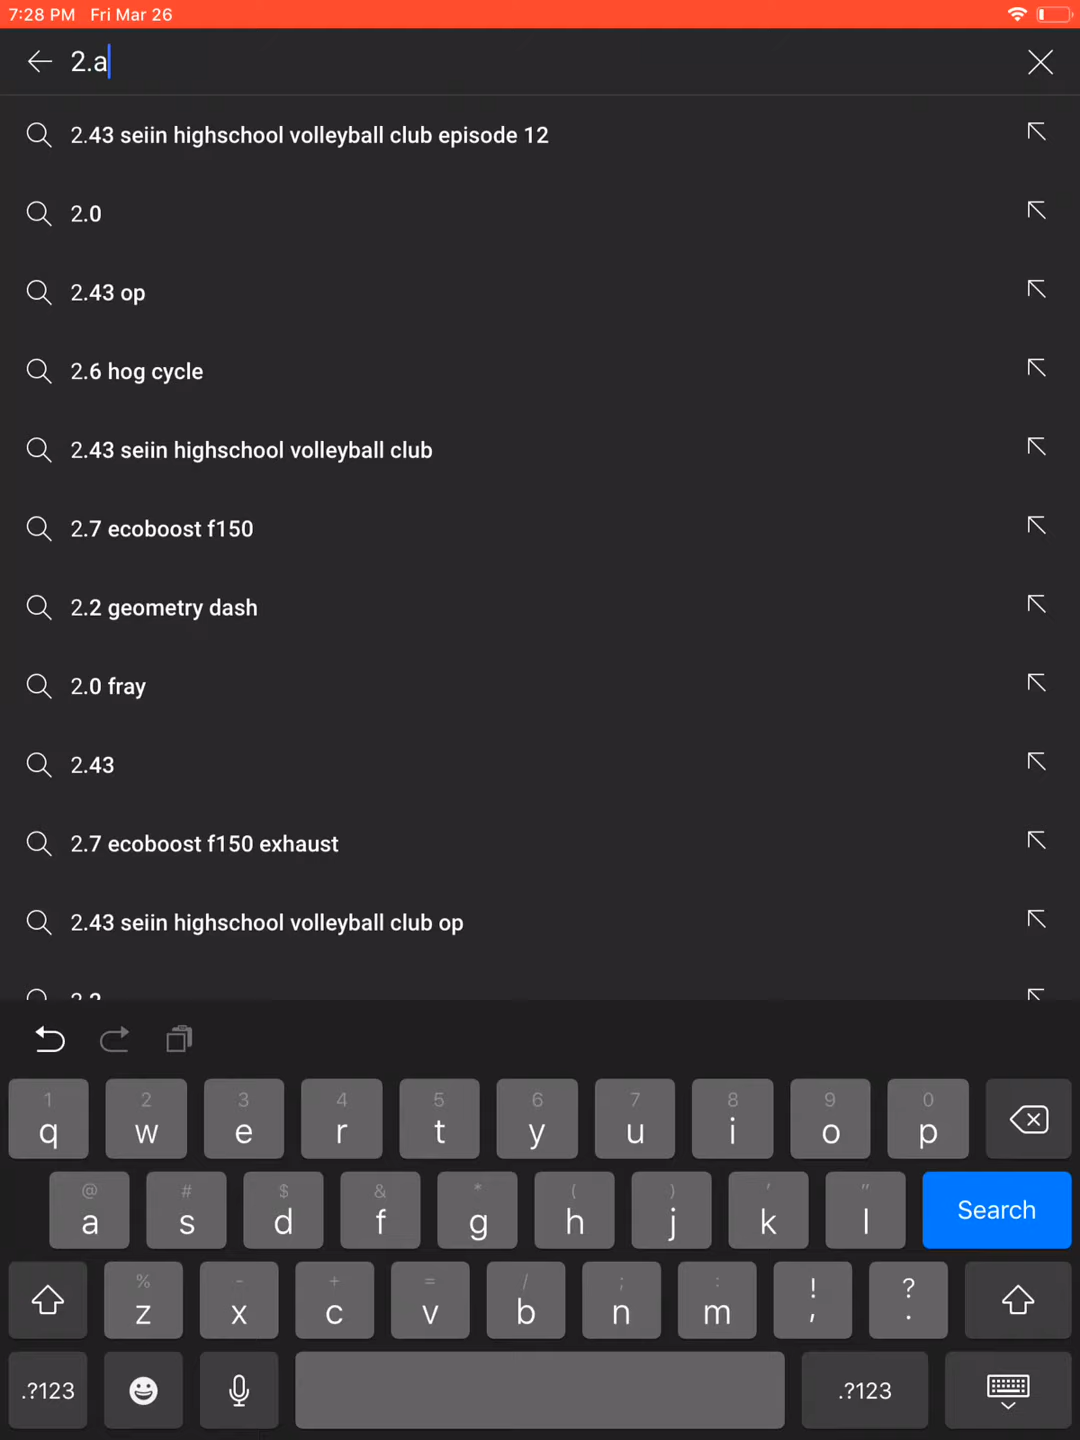 7:28 PM Fri Mar 26
2.a
2.43 seiin highschool volleyball club episode 12
2.0
2.43 op
2.6 hog cycle
2.43 seiin highschool volleyball club
2.7 ecoboost f150
2.2 geometry dash
2.0 fray
2.43
2.7 ecoboost f150 exhaust
2.43 seiin highschool volleyball club op
1 2 3 4 5 6 7 8 9 0
q w e r t y u i o p
@ # $ & * ( ) ' "
a s d f g h j k l Search
% - + = / ; : ! ?
z x c v b n m , .
.?123 .?123